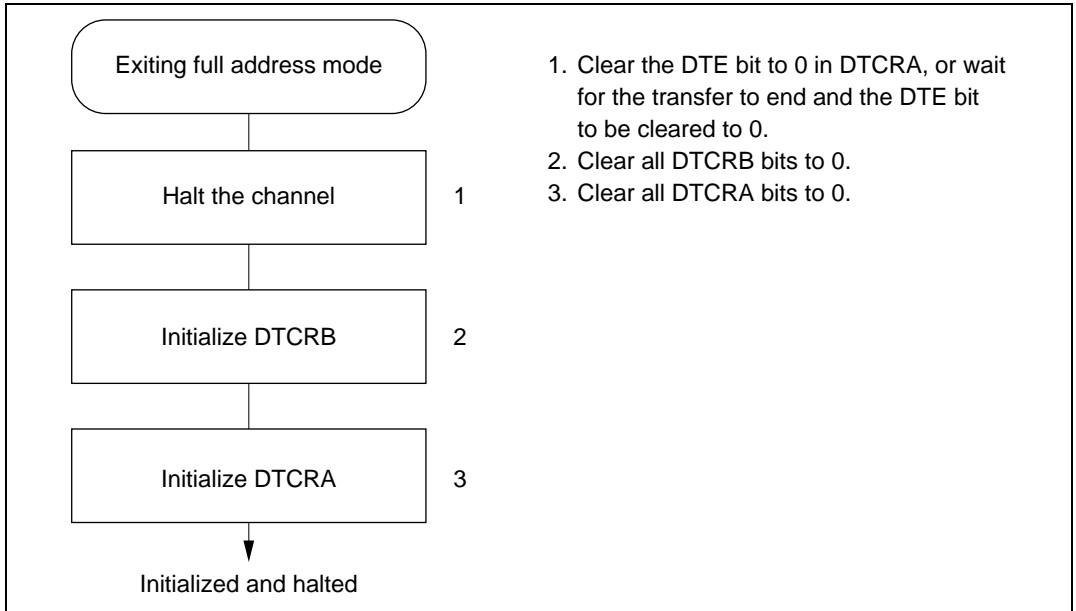 Exiting full address mode
Halt the channel
1
Initialize DTCRB
2
Initialize DTCRA
3
Initialized and halted
1. Clear the DTE bit to 0 in DTCRA, or wait
for the transfer to end and the DTE bit
to be cleared to 0.
2. Clear all DTCRB bits to 0.
3. Clear all DTCRA bits to 0.